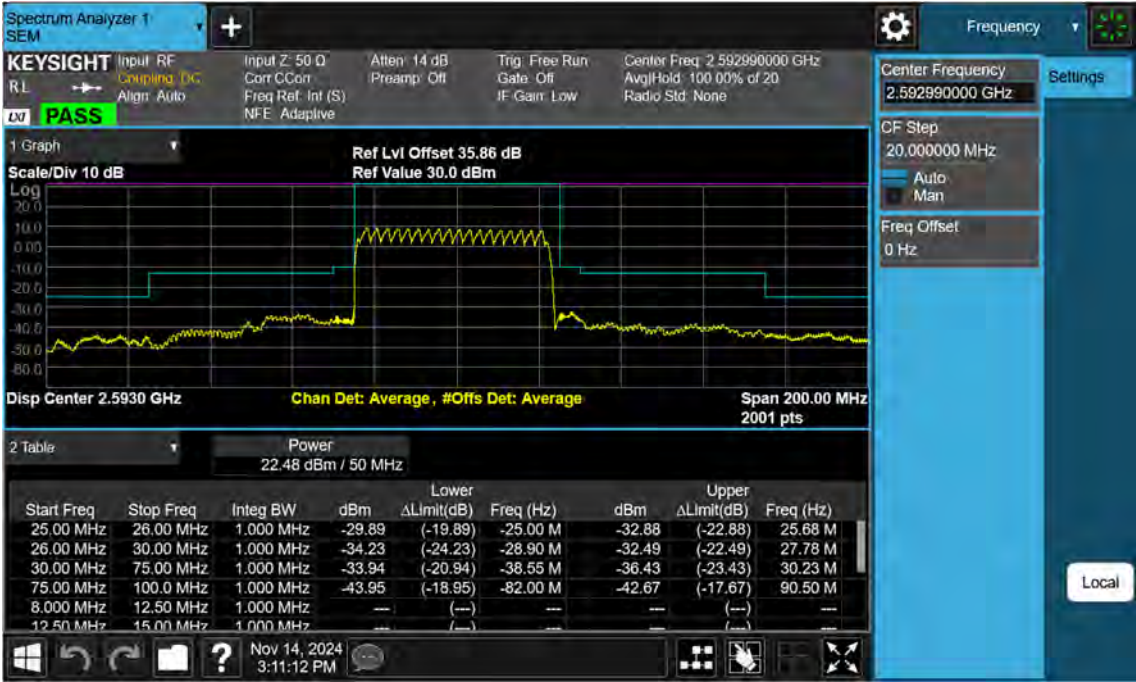 Spectrum Analyzer 1
SEM
+
Frequency
KEYSIGHT
RL
LXI
PASS
Input: RF
Coupling: DC
Align: Auto
Input Z: 50 Ω
Corr CCorr
Freq Ref: Int (S)
NFE: Adaptive
Atten: 14 dB
Preamp: Off
Trig: Free Run
Gate: Off
IF Gain: Low
Center Freq: 2.592990000 GHz
Avg|Hold: 100.00% of 20
Radio Std: None
Center Frequency
2.592990000 GHz
Settings
CF Step
20.000000 MHz
Auto
Man
Freq Offset
0 Hz
1 Graph
Scale/Div 10 dB
Ref Lvl Offset 35.86 dB
Ref Value 30.0 dBm
Log
20.0
10.0
0.00
-10.0
-20.0
-30.0
-40.0
-50.0
-60.0
Disp Center 2.5930 GHz
Chan Det: Average, #Offs Det: Average
Span 200.00 MHz
2001 pts
2 Table
Power
22.48 dBm / 50 MHz
Lower Upper
Start Freq Stop Freq Integ BW dBm ΔLimit(dB) Freq (Hz) dBm ΔLimit(dB) Freq (Hz)
25.00 MHz 26.00 MHz 1.000 MHz -29.89 (-19.89) -25.00 M -32.88 (-22.88) 25.68 M
26.00 MHz 30.00 MHz 1.000 MHz -34.23 (-24.23) -28.90 M -32.49 (-22.49) 27.78 M
30.00 MHz 75.00 MHz 1.000 MHz -33.94 (-20.94) -38.55 M -36.43 (-23.43) 30.23 M
75.00 MHz 100.0 MHz 1.000 MHz -43.95 (-18.95) -82.00 M -42.67 (-17.67) 90.50 M
8.000 MHz 12.50 MHz 1.000 MHz --- (---) --- --- (---) ---
12.50 MHz 15.00 MHz 1.000 MHz --- (---) --- --- (---) ---
Local
?
Nov 14, 2024
3:11:12 PM